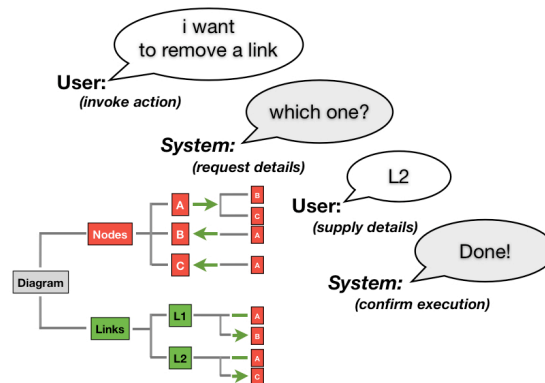 i want
to remove a link
User:
(invoke action)
which one?
System:
(request details)
L2
User:
(supply details)
Done!
System:
(confirm execution)
Diagram
Nodes
A
B
C
B
C
A
A
Links
L1
A
B
L2
A
C